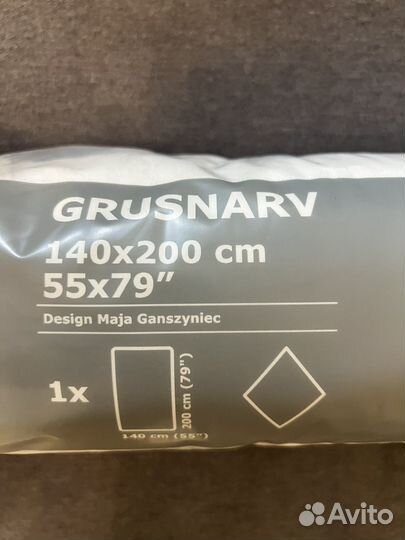 GRUSNARV
140x200 cm
55x79”
Design Maja Ganszyniec
1x
200 cm (79”)
140 cm (55”)
Avito